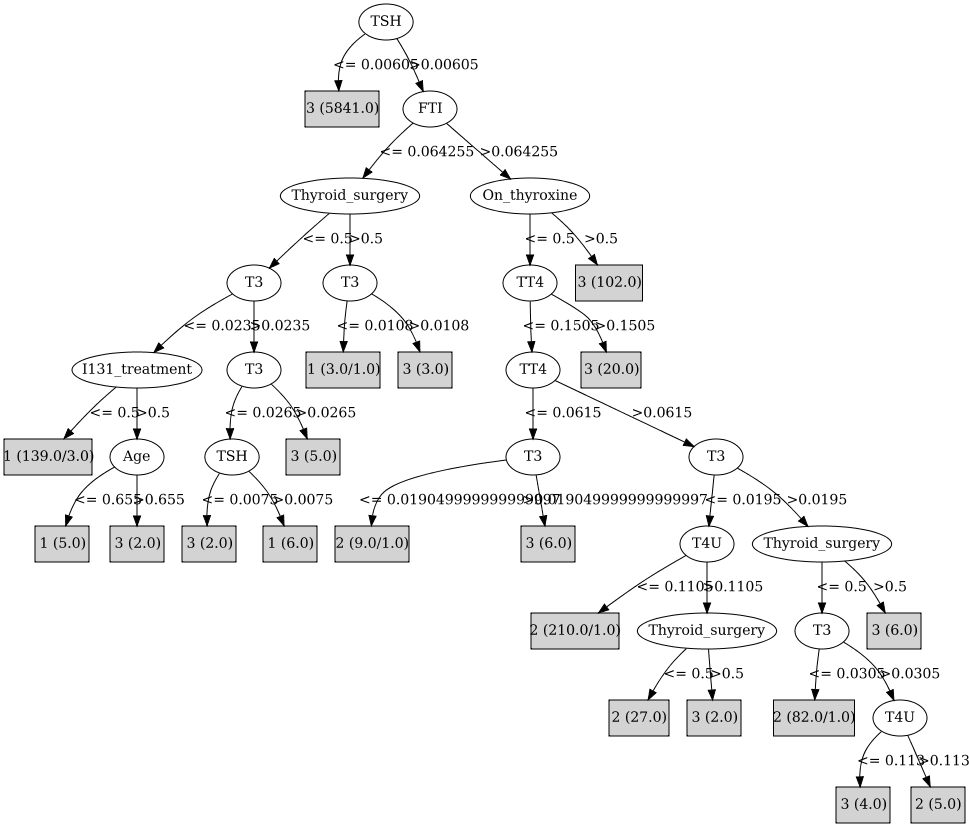 TSH
<= 0.00605 >0.00605
3 (5841.0) FTI
<= 0.064255 >0.064255
Thyroid_surgery On_thyroxine
<= 0.5 >0.5 <= 0.5 >0.5
T3 T3 TT4 3 (102.0)
<= 0.0235 >0.0235 <= 0.0108 >0.0108 <= 0.1505 >0.1505
I131_treatment T3 1 (3.0/1.0) 3 (3.0) TT4 3 (20.0)
<= 0.5 >0.5 <= 0.0265 >0.0265 <= 0.0615 >0.0615
1 (139.0/3.0) Age TSH 3 (5.0) T3 T3
<= 0.655 >0.655 <= 0.0075 >0.0075 <= 0.019049999999999997 >0.019049999999999997 <= 0.0195 >0.0195
1 (5.0) 3 (2.0) 3 (2.0) 1 (6.0) 2 (9.0/1.0) 3 (6.0) T4U Thyroid_surgery
<= 0.1105 >0.1105 <= 0.5 >0.5
2 (210.0/1.0) Thyroid_surgery T3 3 (6.0)
<= 0.5 >0.5 <= 0.0305 >0.0305
2 (27.0) 3 (2.0) 2 (82.0/1.0) T4U
<= 0.113 >0.113
3 (4.0) 2 (5.0)